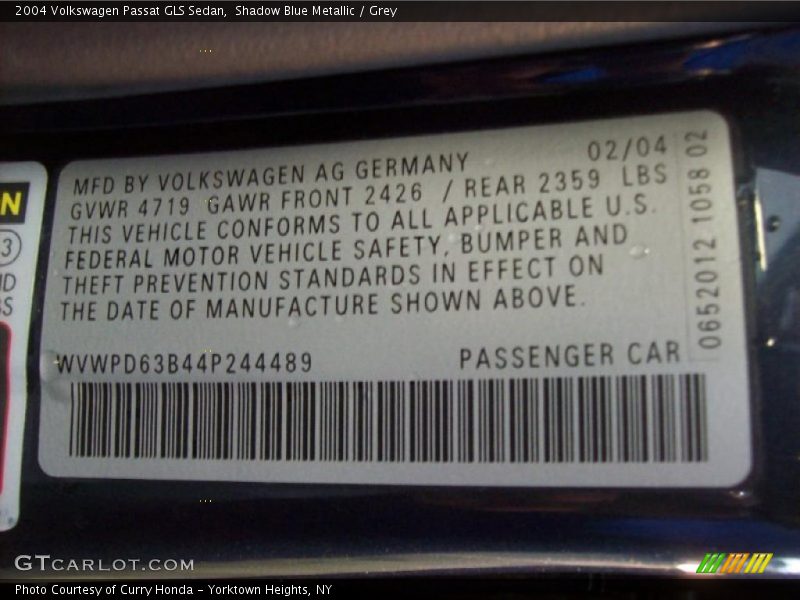 2004 Volkswagen Passat GLS Sedan,  Shadow Blue Metallic / Grey
02/04
MFD BY VOLKSWAGEN AG GERMANY
GVWR 4719 GAWR FRONT 2426 / REAR 2359 LBS
THIS VEHICLE CONFORMS TO ALL APPLICABLE U.S.
FEDERAL MOTOR VEHICLE SAFETY, BUMPER AND
THEFT PREVENTION STANDARDS IN EFFECT ON
THE DATE OF MANUFACTURE SHOWN ABOVE.
WVWPD63B44P244489 PASSENGER CAR
0652012 1058 02
N
3
GTCARLOT.COM
Photo Courtesy of Curry Honda - Yorktown Heights, NY